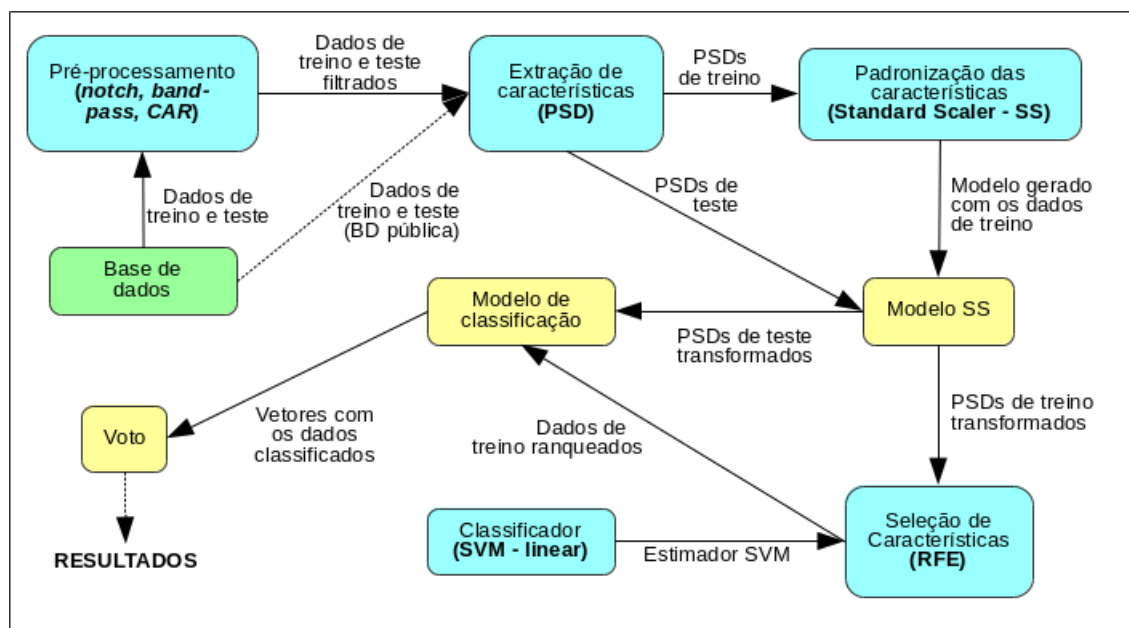 Pré-processamento
(notch, band-
pass, CAR)
Dados de
treino e teste
filtrados
Extração de
características
(PSD)
PSDs
de treino
Padronização das
características
(Standard Scaler - SS)
Dados de
treino e teste
Dados de
treino e teste
(BD pública)
PSDs de
teste
Modelo gerado
com os dados
de treino
Base de
dados
Modelo de
classificação
PSDs de teste
transformados
Modelo SS
Voto
Vetores com
os dados
classificados
Dados de
treino ranqueados
PSDs de treino
transformados
RESULTADOS
Classificador
(SVM - linear)
Estimador SVM
Seleção de
Características
(RFE)